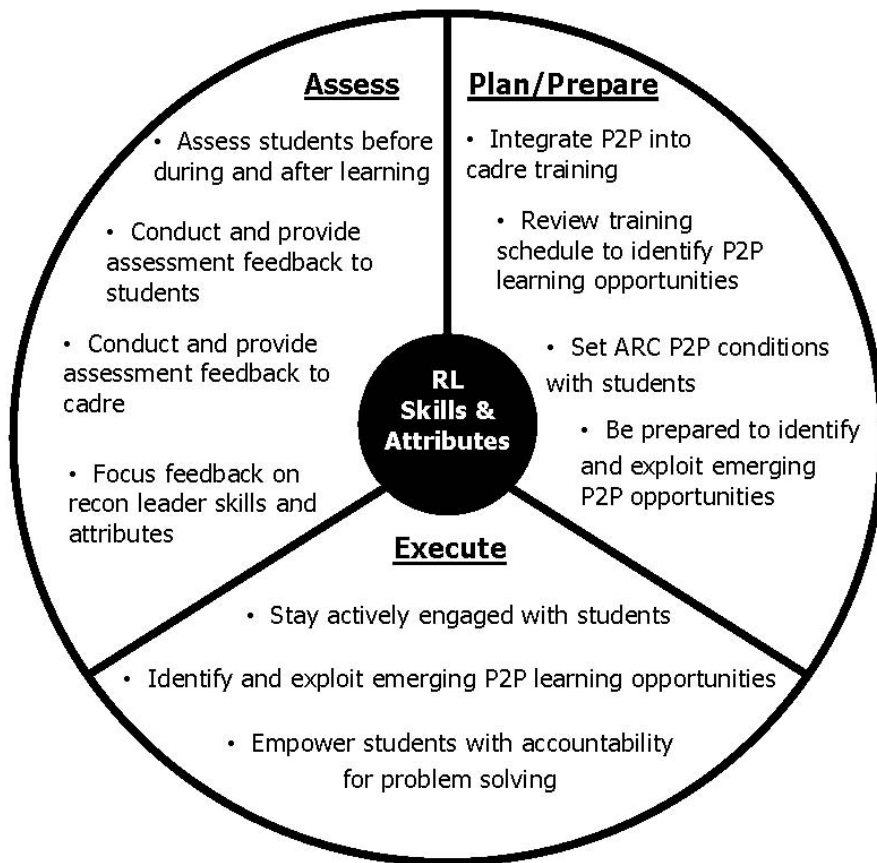 Assess
• Assess students before
during and after learning
• Conduct and provide
assessment feedback to
students
• Conduct and provide
assessment feedback to
cadre
• Focus feedback on
recon leader skills and
attributes
Plan/Prepare
• Integrate P2P into
cadre training
• Review training
schedule to identify P2P
learning opportunities
• Set ARC P2P conditions
with students
• Be prepared to identify
and exploit emerging
P2P opportunities
RL
Skills &
Attributes
Execute
• Stay actively engaged with students
• Identify and exploit emerging P2P learning opportunities
• Empower students with accountability
for problem solving